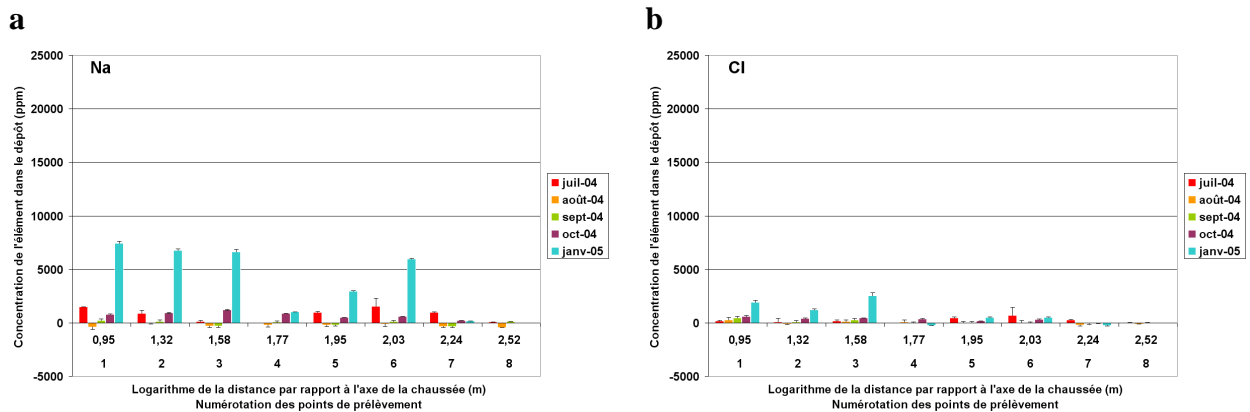 a
Na
Concentration de l'élément dans le dépôt (ppm)
25000
20000
15000
10000
5000
0
-5000
0,95 1,32 1,58 1,77 1,95 2,03 2,24 2,52
1 2 3 4 5 6 7 8
Logarithme de la distance par rapport à l'axe de la chaussée (m)
Numérotation des points de prélèvement
juil-04
août-04
sept-04
oct-04
janv-05
b
Cl
Concentration de l'élément dans le dépôt (ppm)
25000
20000
15000
10000
5000
0
-5000
0,95 1,32 1,58 1,77 1,95 2,03 2,24 2,52
1 2 3 4 5 6 7 8
Logarithme de la distance par rapport à l'axe de la chaussée (m)
Numérotation des points de prélèvement
juil-04
août-04
sept-04
oct-04
janv-05